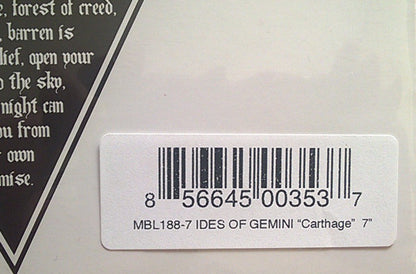 , forest of creed,
, barren is
lief, open your
the sky,
night can
from
own
mise.
8 56645 00353 7
MBL188-7 IDES OF GEMINI “Carthage” 7”